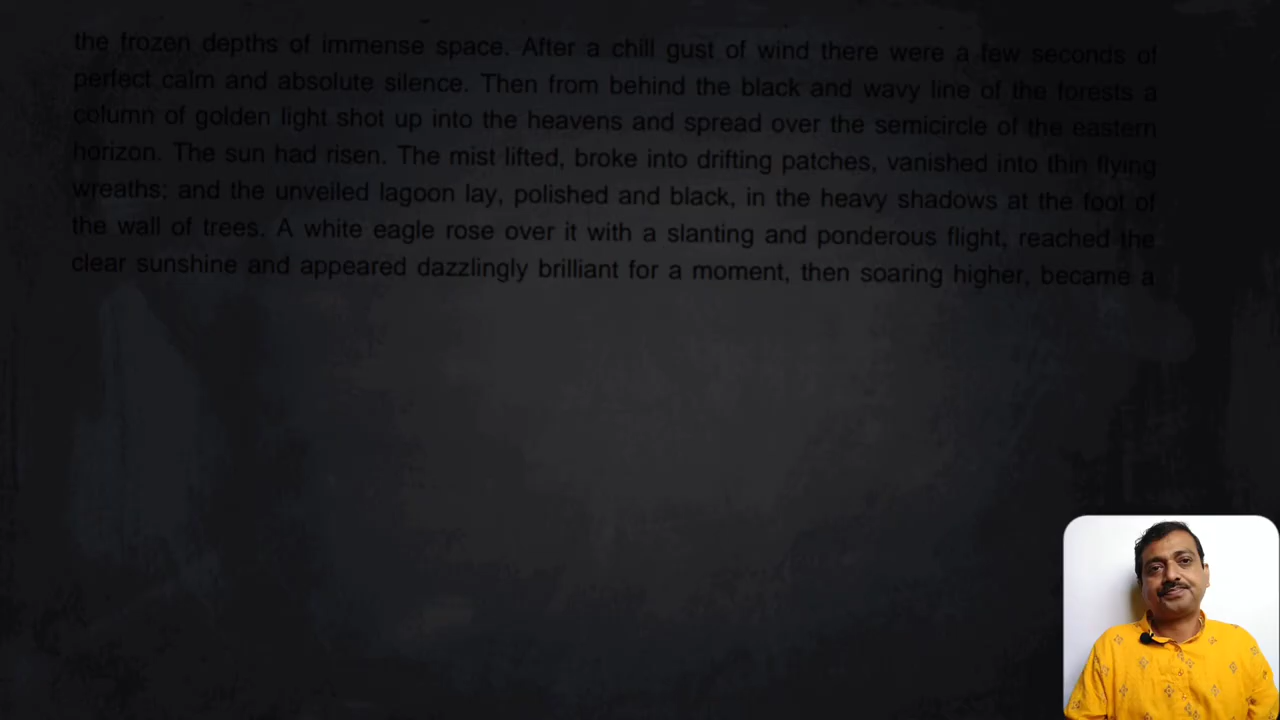 the frozen depths of immense space. After a chill gust of wind there were a few seconds of
perfect calm and absolute silence. Then from behind the black and wavy line of the forests a
column of golden light shot up into the heavens and spread over the semicircle of the eastern
horizon. The sun had risen. The mist lifted, broke into drifting patches, vanished into thin flying
wreaths; and the unveiled lagoon lay, polished and black, in the heavy shadows at the foot of
the wall of trees. A white eagle rose over it with a slanting and ponderous flight, reached the
clear sunshine and appeared dazzlingly brilliant for a moment, then soaring higher, became a